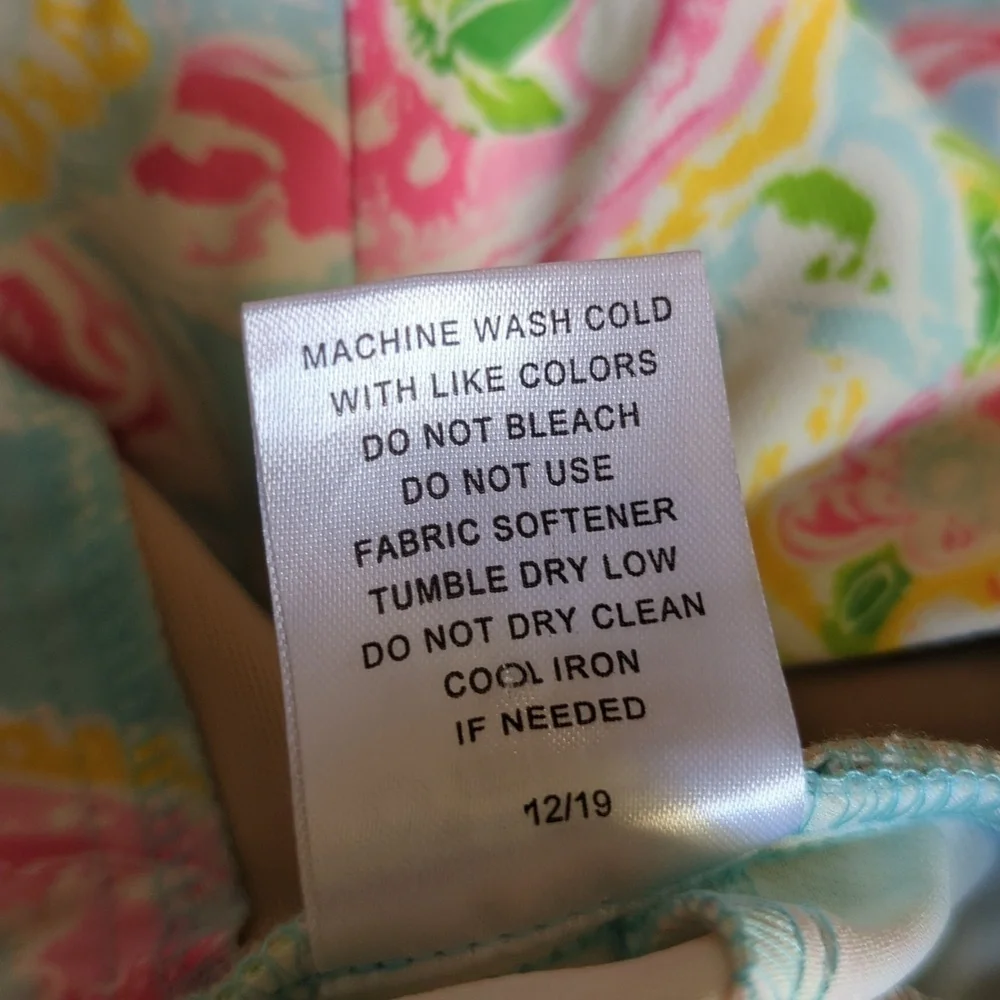 MACHINE WASH COLD
WITH LIKE COLORS
DO NOT BLEACH
DO NOT USE
FABRIC SOFTENER
TUMBLE DRY LOW
DO NOT DRY CLEAN
COOL IRON
IF NEEDED
12/19